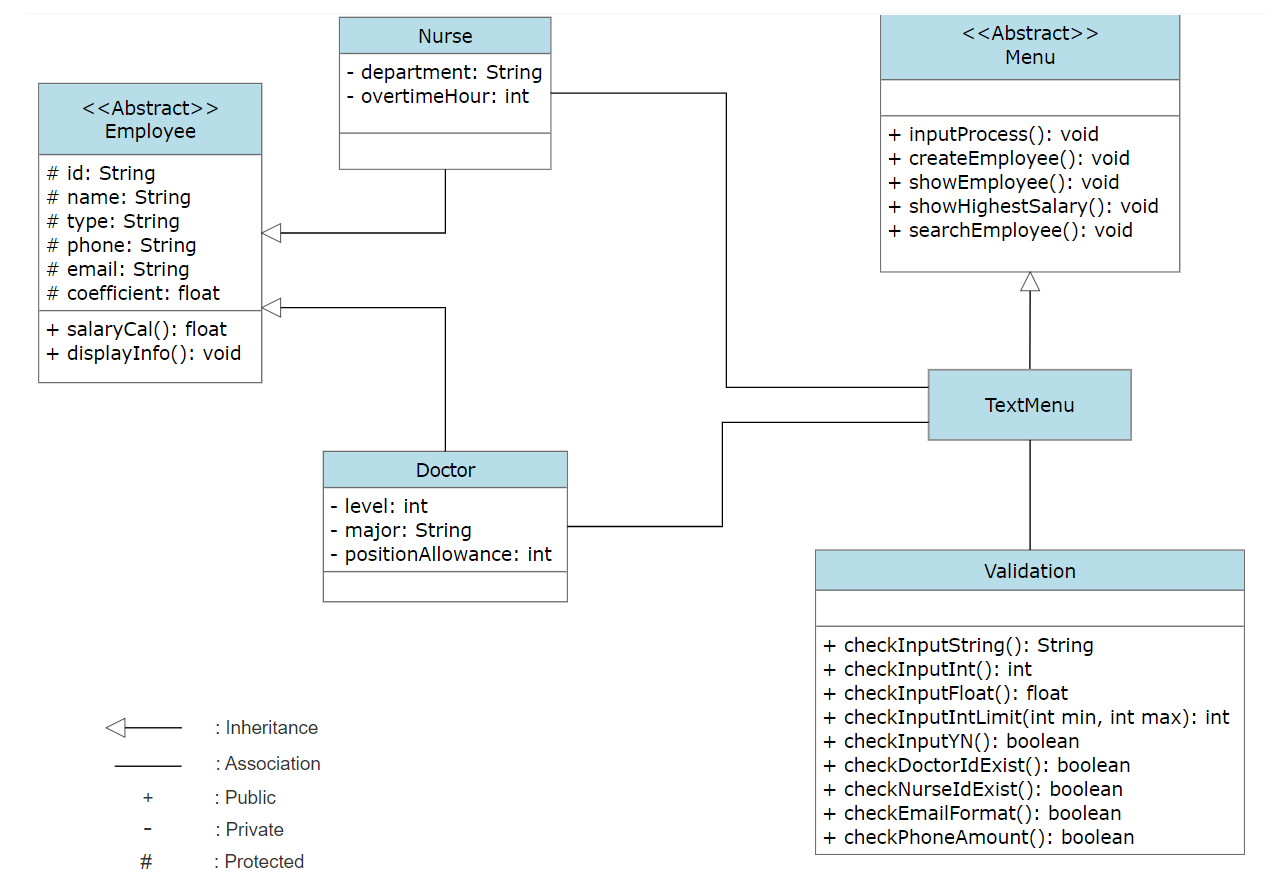 Nurse
- department: String
- overtimeHour: int
<<Abstract>>
Menu
+ inputProcess(): void
+ createEmployee(): void
+ showEmployee(): void
+ showHighestSalary(): void
+ searchEmployee(): void
<<Abstract>>
Employee
# id: String
# name: String
# type: String
# phone: String
# email: String
# coefficient: float
+ salaryCal(): float
+ displayInfo(): void
TextMenu
Doctor
- level: int
- major: String
- positionAllowance: int
Validation
+ checkInputString(): String
+ checkInputInt(): int
+ checkInputFloat(): float
+ checkInputIntLimit(int min, int max): int
+ checkInputYN(): boolean
+ checkDoctorIdExist(): boolean
+ checkNurseIdExist(): boolean
+ checkEmailFormat(): boolean
+ checkPhoneAmount(): boolean
: Inheritance
: Association
+ : Public
- : Private
# : Protected